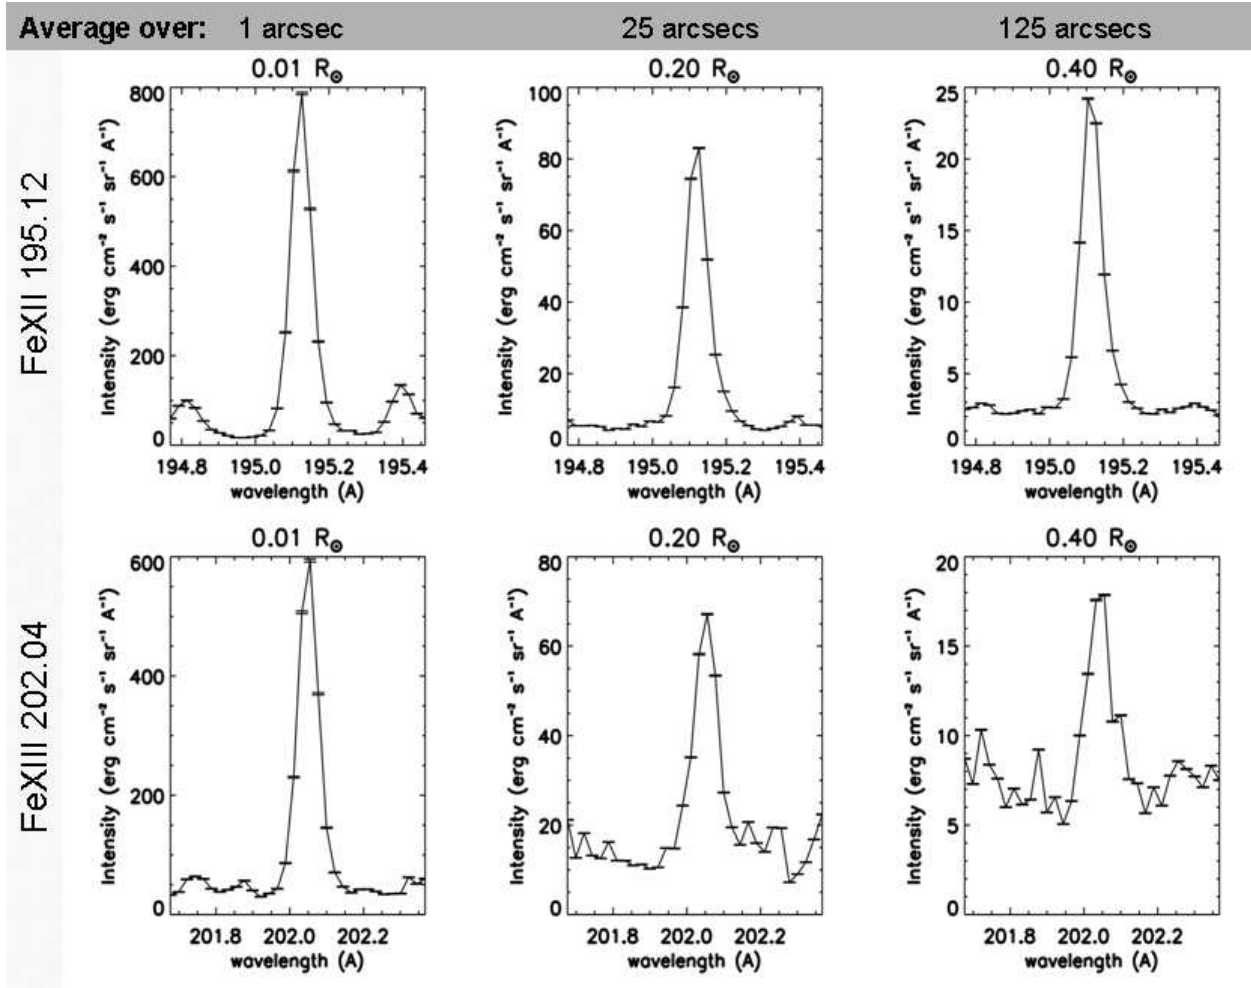 Average over: 1 arcsec 25 arcsecs 125 arcsecs
FeXII 195.12
0.01 R☉
Intensity (erg cm⁻² s⁻¹ sr⁻¹ A⁻¹)
800
600
400
200
0
194.8 195.0 195.2 195.4
wavelength (A)
0.20 R☉
Intensity (erg cm⁻² s⁻¹ sr⁻¹ A⁻¹)
100
80
60
40
20
0
194.8 195.0 195.2 195.4
wavelength (A)
0.40 R☉
Intensity (erg cm⁻² s⁻¹ sr⁻¹ A⁻¹)
25
20
15
10
5
0
194.8 195.0 195.2 195.4
wavelength (A)
FeXIII 202.04
0.01 R☉
Intensity (erg cm⁻² s⁻¹ sr⁻¹ A⁻¹)
600
400
200
0
201.8 202.0 202.2
wavelength (A)
0.20 R☉
Intensity (erg cm⁻² s⁻¹ sr⁻¹ A⁻¹)
80
60
40
20
0
201.8 202.0 202.2
wavelength (A)
0.40 R☉
Intensity (erg cm⁻² s⁻¹ sr⁻¹ A⁻¹)
20
15
10
5
0
201.8 202.0 202.2
wavelength (A)